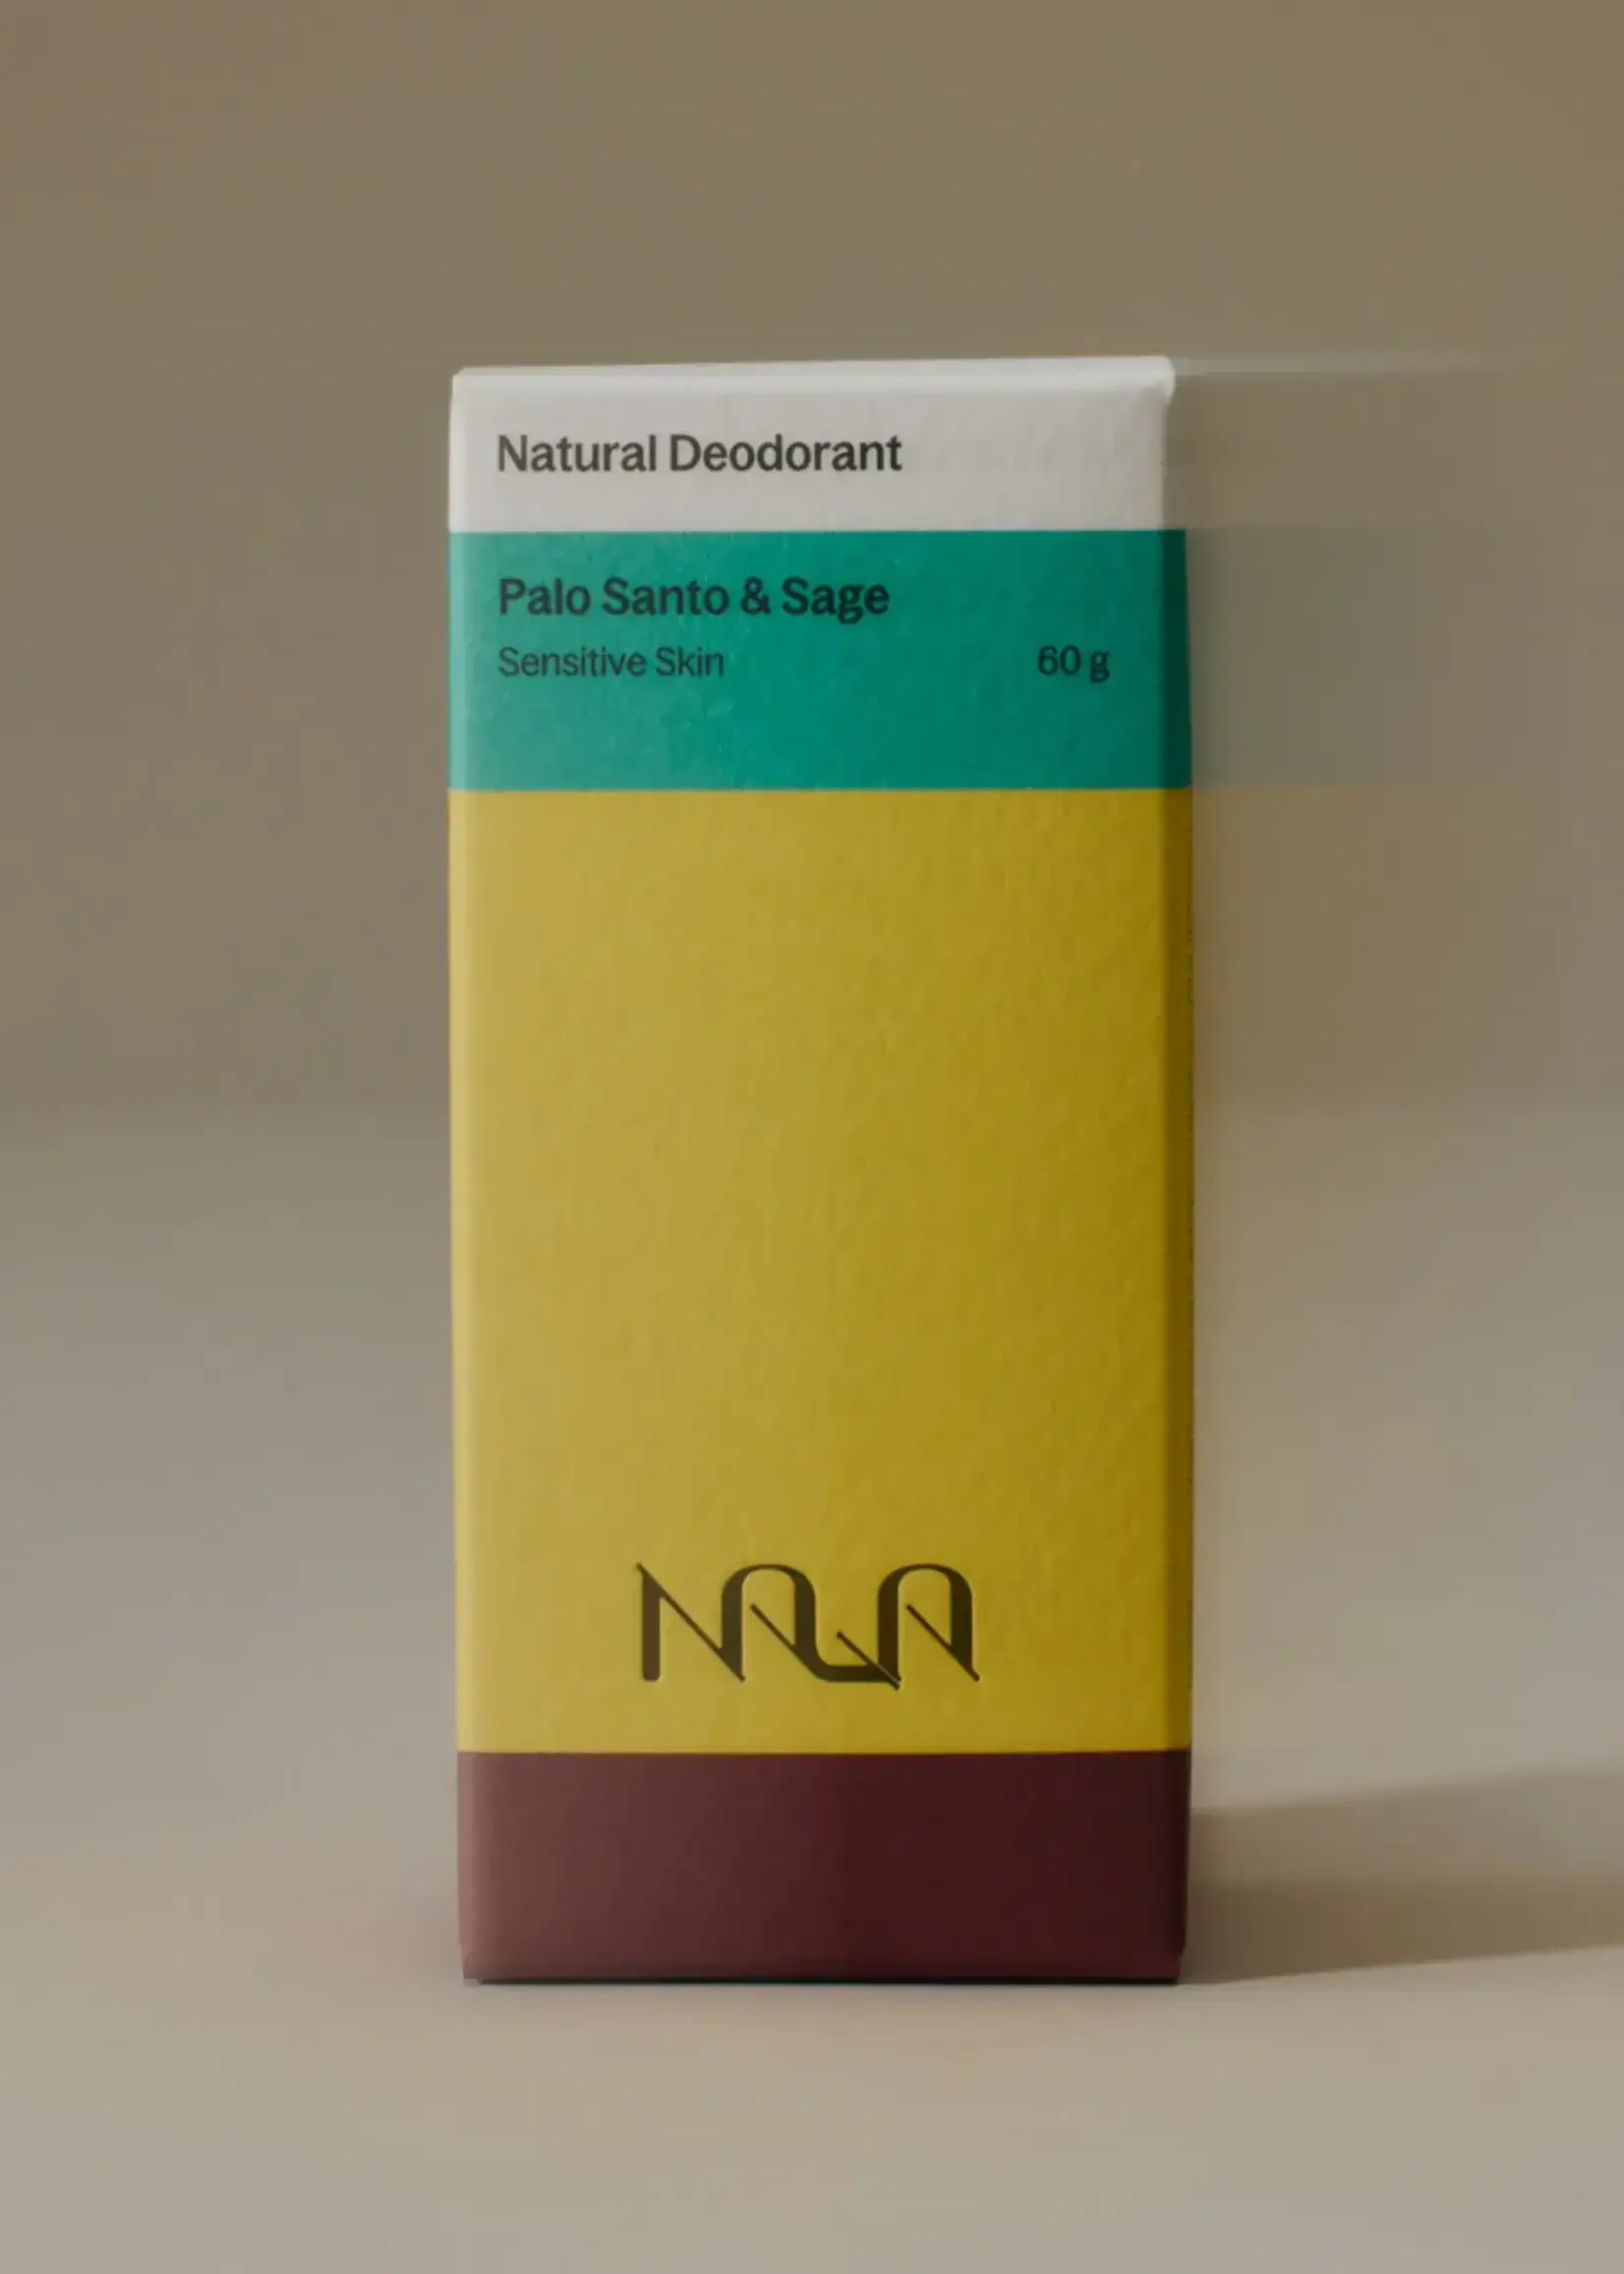 Natural Deodorant
Palo Santo & Sage
Sensitive Skin 60 g
NALA